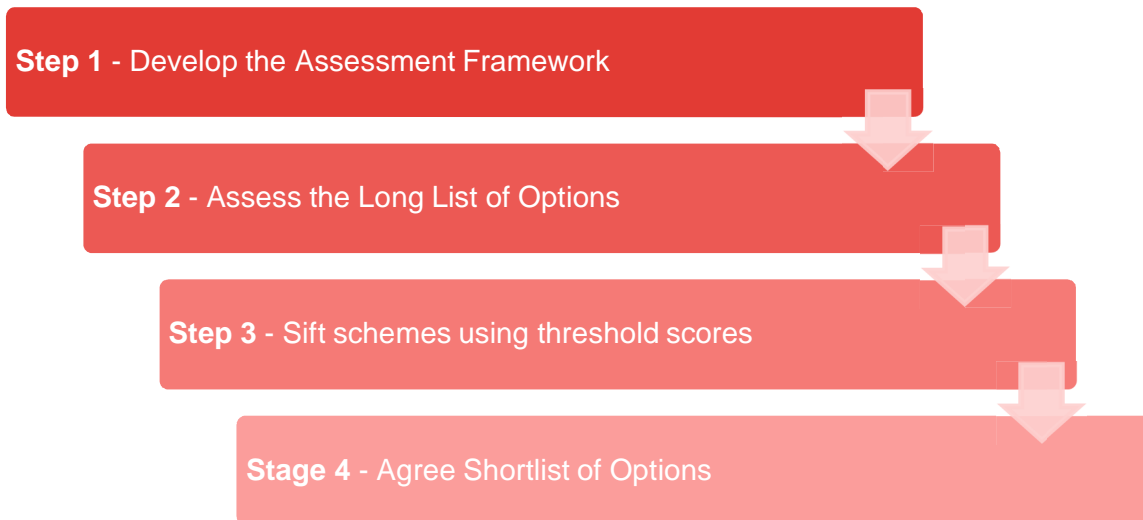 Step 1 - Develop the Assessment Framework
Step 2 - Assess the Long List of Options
Step 3 - Sift schemes using threshold scores
Stage 4 - Agree Shortlist of Options